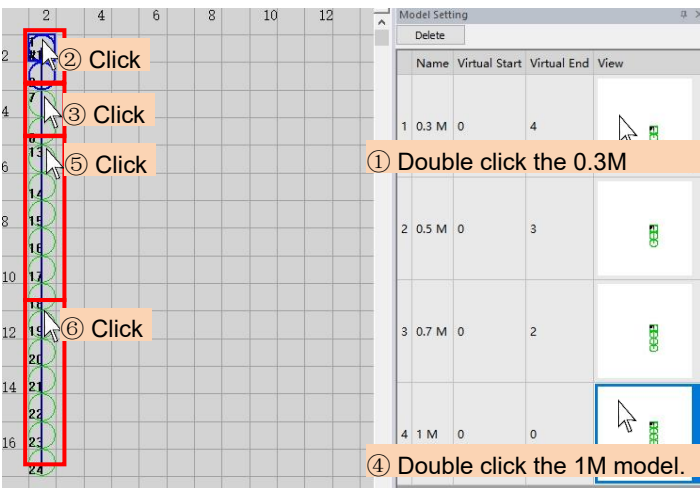 2 4 6 8 10 12
2
4
6
8
10
12
14
16
#1
7
13
14
15
16
17
18
19
20
21
22
23
24
② Click
③ Click
⑤ Click
⑥ Click
Model Setting
Delete
Name Virtual Start Virtual End View
1 0.3 M 0 4
① Double click the 0.3M
2 0.5 M 0 3
3 0.7 M 0 2
4 1 M 0 0
④ Double click the 1M model.